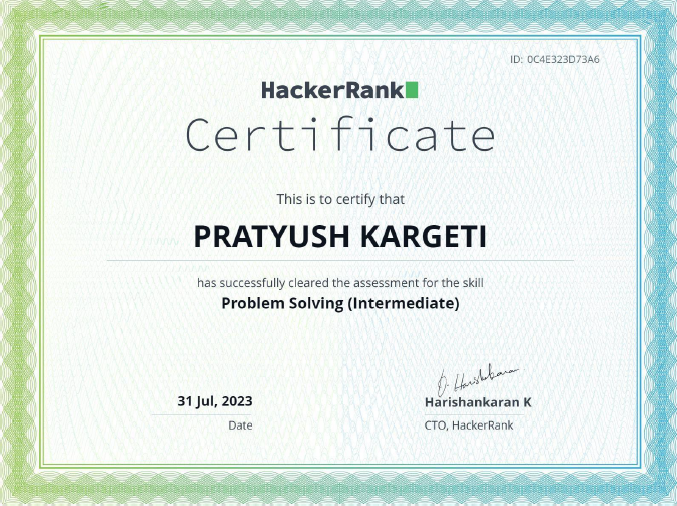 ID: 0C4E323D73A6
HackerRank
Certificate
This is to certify that
PRATYUSH KARGETI
has successfully cleared the assessment for the skill
Problem Solving (Intermediate)
31 Jul, 2023
Date
Harishankaran K
CTO, HackerRank